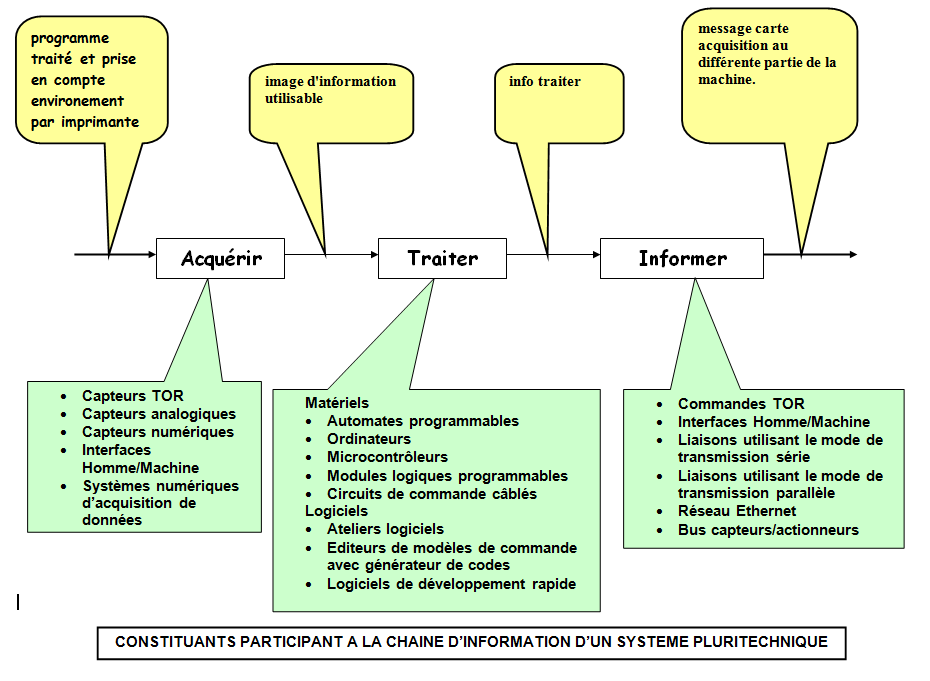 programme
traité et prise
en compte
environement
par imprimante
image d'information
utilisable
info traiter
message carte
acquisition au
différente partie de la
machine.
Acquérir
Traiter
Informer
• Capteurs TOR
• Capteurs analogiques
• Capteurs numériques
• Interfaces
Homme/Machine
• Systèmes numériques
d'acquisition de
données
Matériels
• Automates programmables
• Ordinateurs
• Microcontrôleurs
• Modules logiques programmables
• Circuits de commande câblés
Logiciels
• Ateliers logiciels
• Editeurs de modèles de commande
avec générateur de codes
• Logiciels de développement rapide
• Commandes TOR
• Interfaces Homme/Machine
• Liaisons utilisant le mode de
transmission série
• Liaisons utilisant le mode de
transmission parallèle
• Réseau Ethernet
• Bus capteurs/actionneurs
CONSTITUANTS PARTICIPANT A LA CHAINE D'INFORMATION D'UN SYSTEME PLURITECHNIQUE